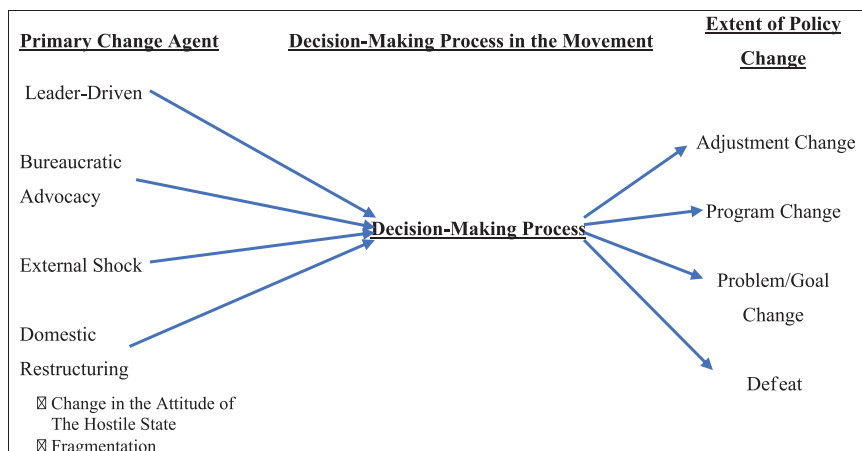 Primary Change Agent
Decision-Making Process in the Movement
Extent of Policy
Change
Leader-Driven
Bureaucratic
Advocacy
External Shock
Domestic
Restructuring
Change in the Attitude of
The Hostile State
Fragmentation
Decision-Making Process
Adjustment Change
Program Change
Problem/Goal
Change
Defeat